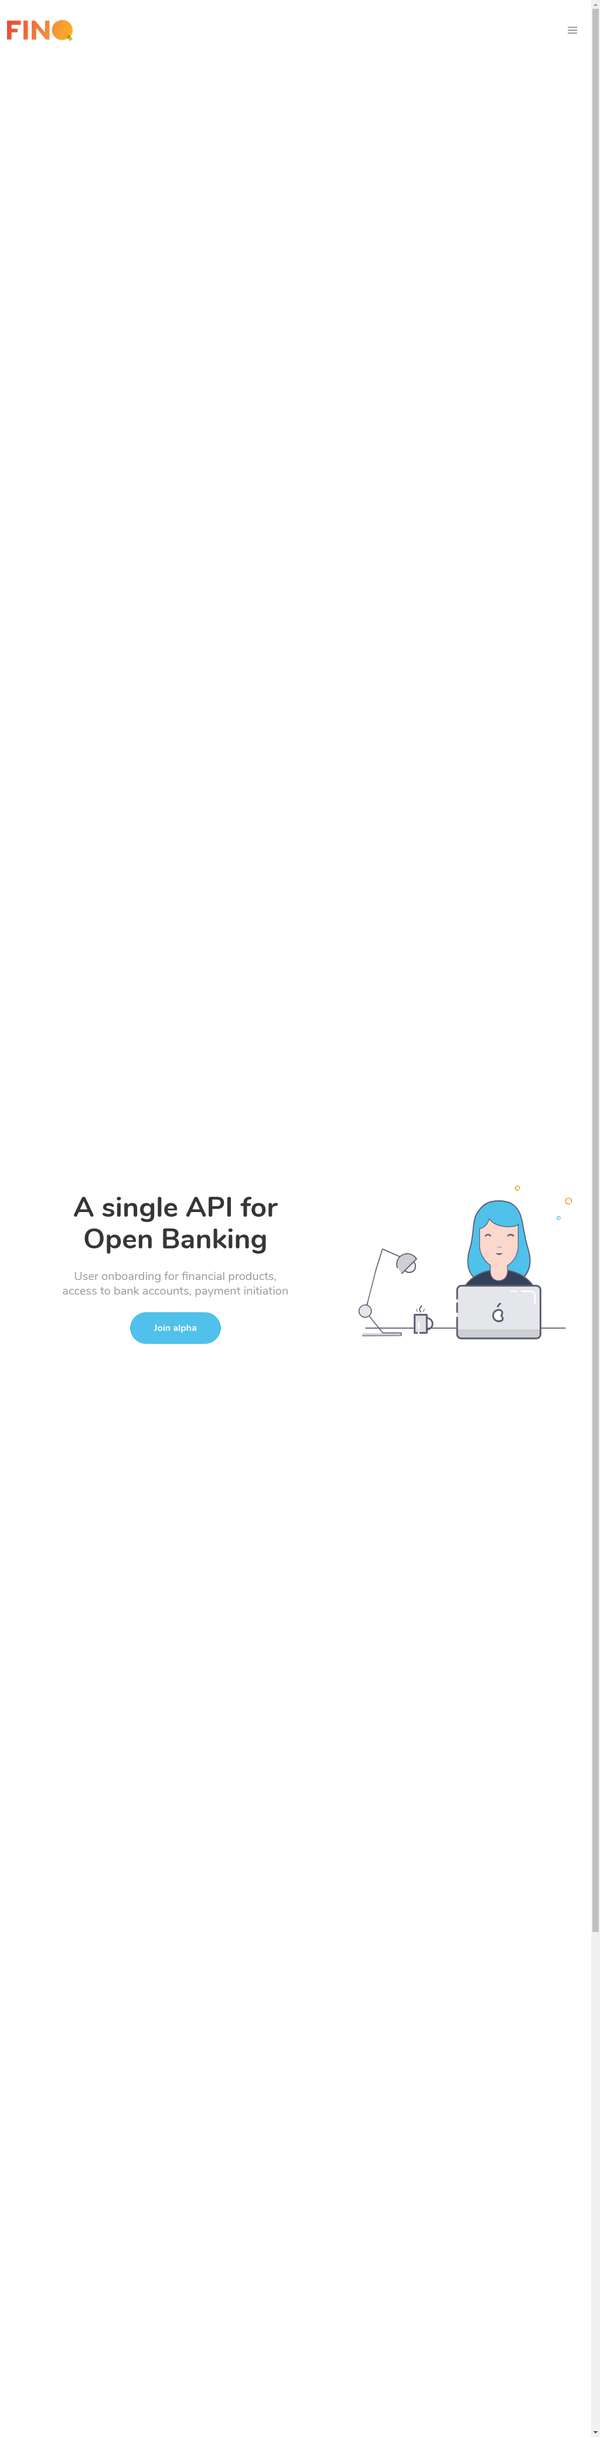 FINQ
A single API for
Open Banking
User onboarding for financial products,
access to bank accounts, payment initiation
Join alpha